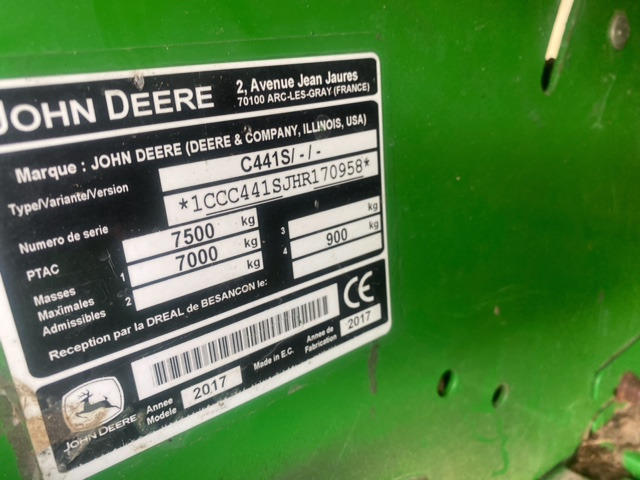 JOHN DEERE
2, Avenue Jean Jaures
70100 ARC-LES-GRAY (FRANCE)
Marque : JOHN DEERE (DEERE & COMPANY, ILLINOIS, USA)
Type/Variante/Version C441S/ - / -
Numero de serie *1CCC441SJHR170958*
PTAC 7500 kg 3 kg
Masses Maximales Admissibles 1 7000 kg 4 900 kg
2
Reception par la DREAL de BESANCON le:
CE
Made in E.C. Annee de Fabrication 2017
Annee Modele 2017
JOHN DEERE